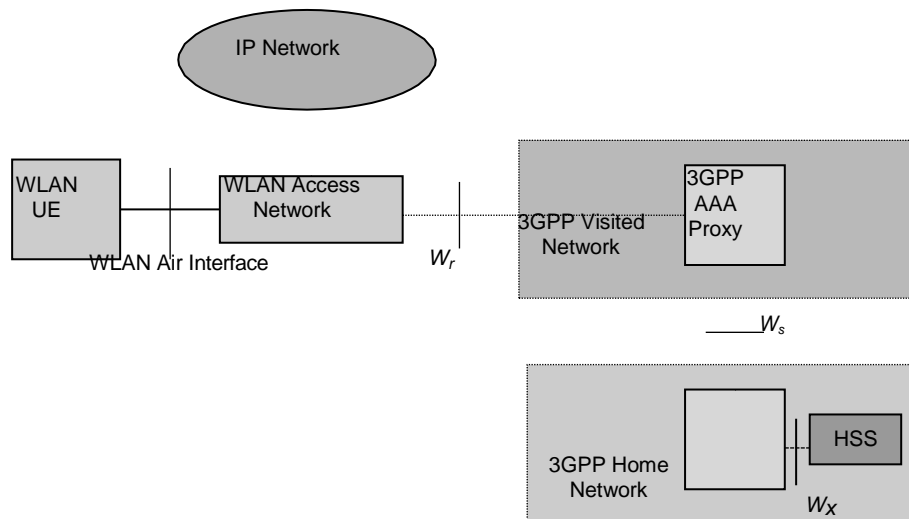 IP Network
WLAN
UE
WLAN Access
Network
3GPP
AAA
Proxy
3GPP Visited
Network
WLAN Air Interface
Wr
Ws
HSS
3GPP Home
Network
Wx